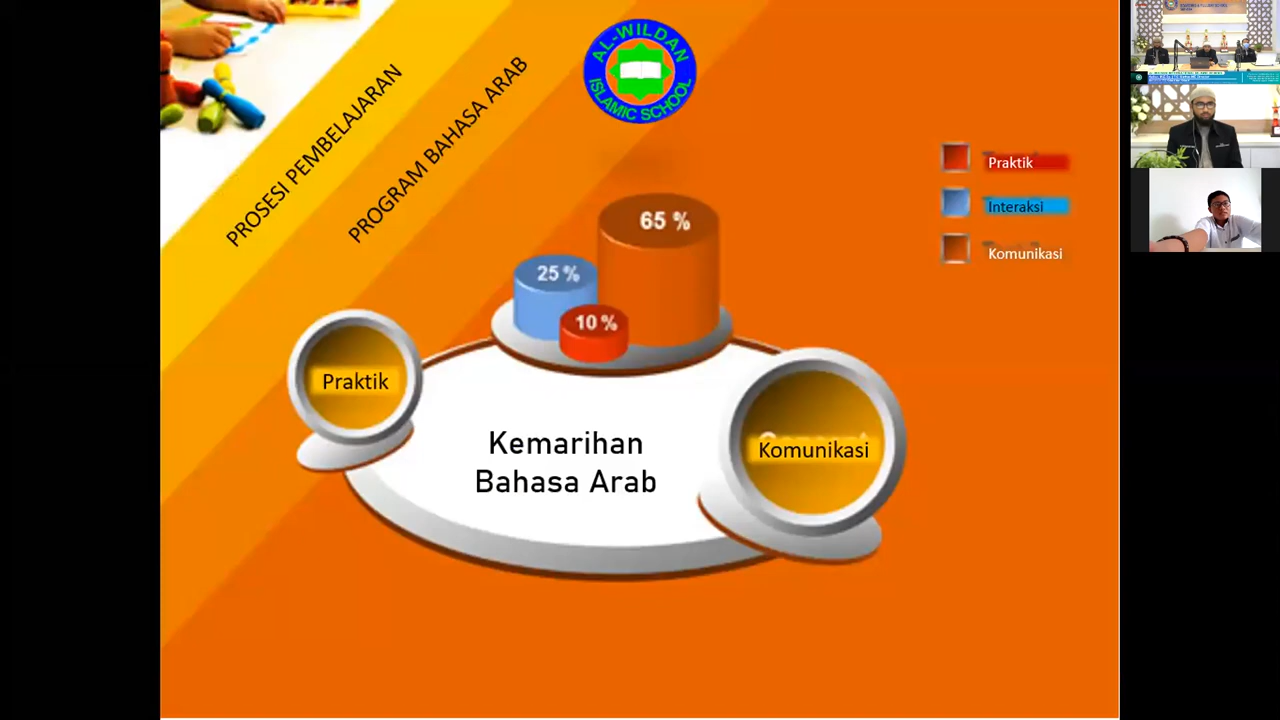 AL-WILDAN
ISLAMIC SCHOOL
PROSESI PEMBELAJARAN
PROGRAM BAHASA ARAB
Praktik
Interaksi
Komunikasi
65 %
25 %
10 %
Praktik
Komunikasi
Kemarihan
Bahasa Arab